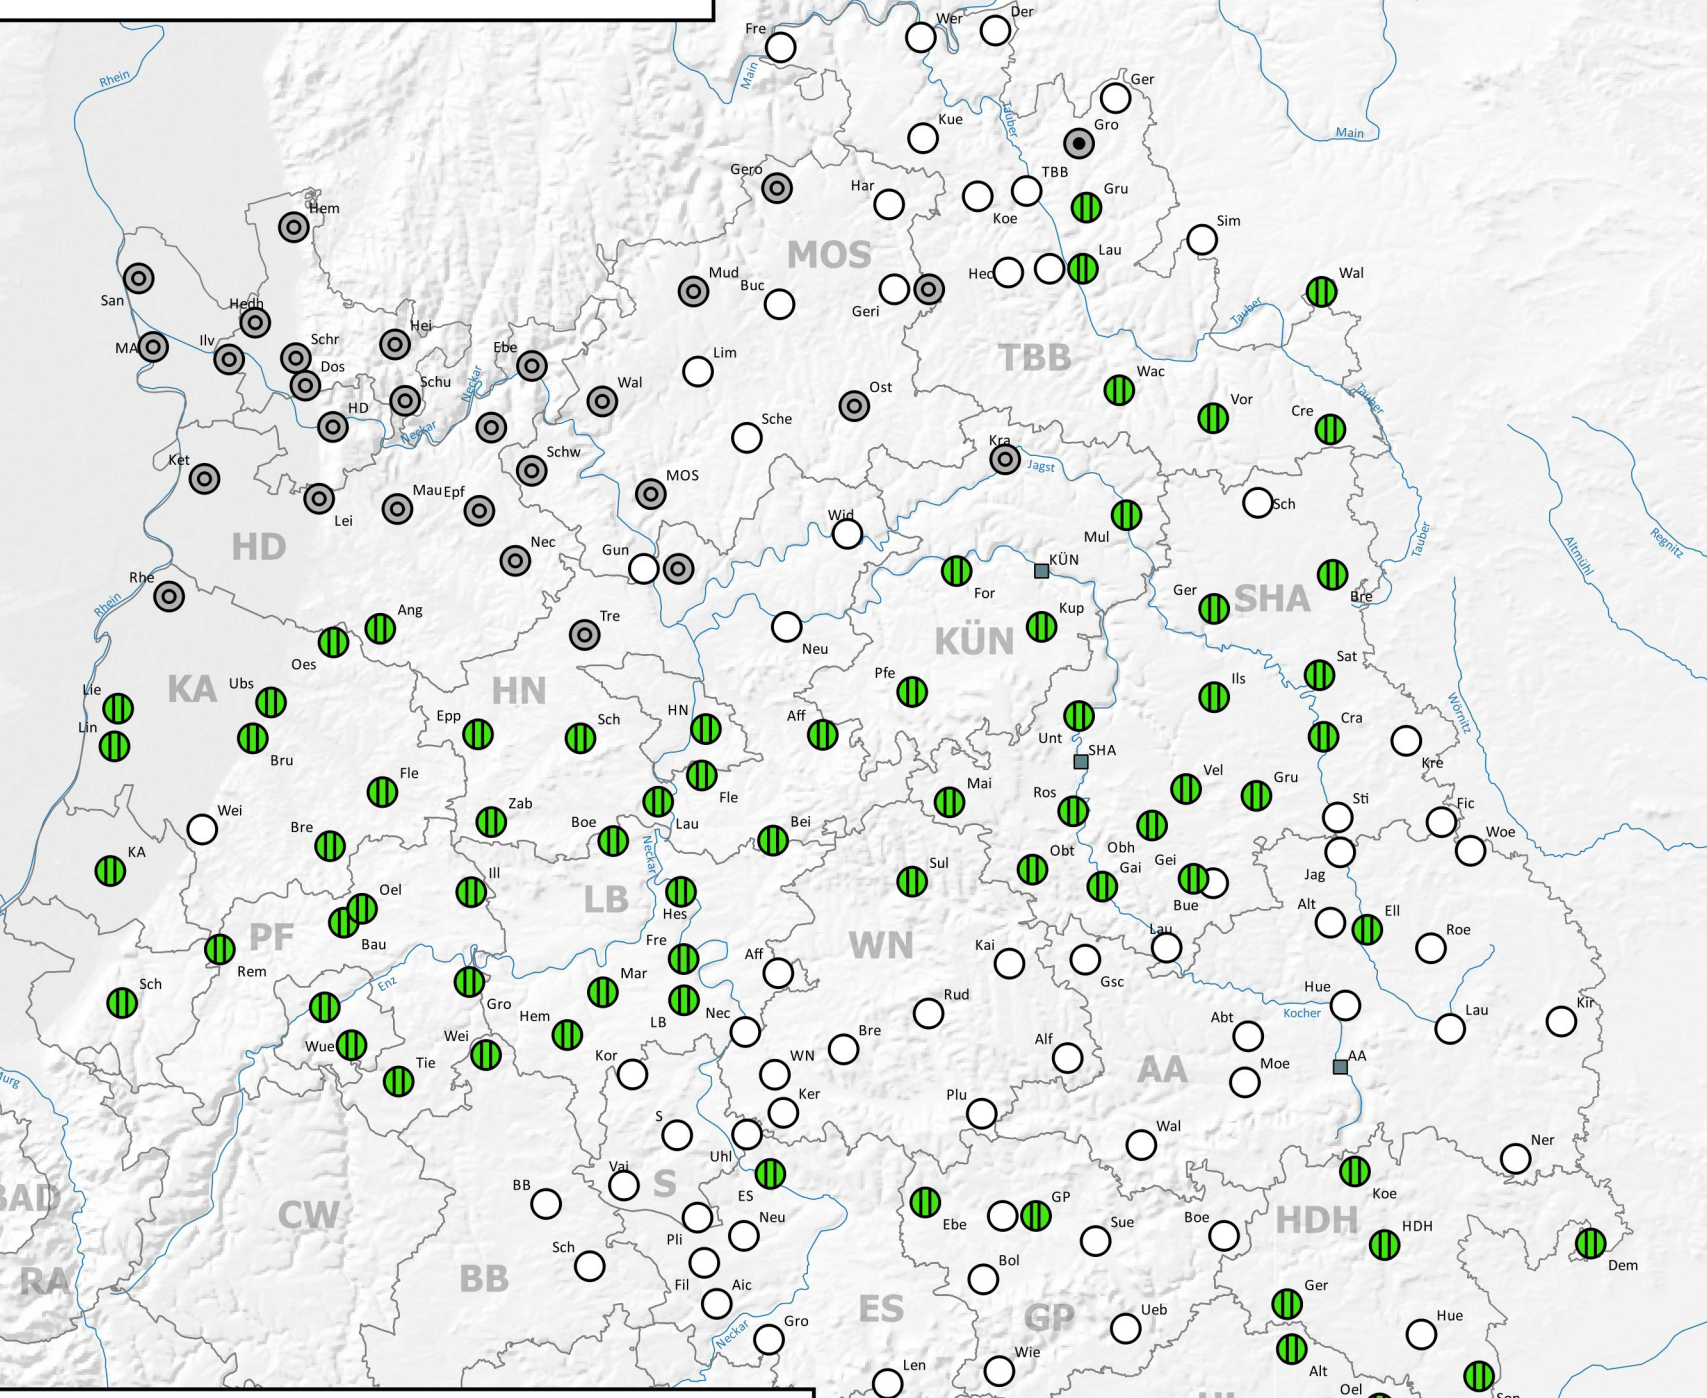 Der
Wer
Fre
Rhein
Main
Ger
Tauber
Kue
Gro
Main
Gero
Har
TBB
Gru
Koe
Hem
Sim
MOS
Lau
Mud
Wal
San
Buc
Hedh
Geri
Tauber
Hei
Ilv
Schr
MA
Ebe
Dos
Lim
TBB
Wac
Schu
Neckar
Wal
Ost
Vor
Tauber
Cre
HD
Sche
Neckar
Kra
Ket
Schw
Jagst
MOS
Mau
Epf
Sch
Lei
Wid
Mul
Tauber
Regnitz
HD
Nec
Gun
KÜN
Altmühl
Rhe
For
Ger
SHA
Bre
Rhein
Ang
Tre
Kup
Neu
KÜN
Oes
Sat
Pfe
Ils
Lie
KA
Ubs
HN
Wörnitz
Lin
Epp
Sch
HN
Aff
Cra
Unt
SHA
Bru
Kre
Fle
Mai
Vel
Gru
Fle
Ros
Sti
Fic
Wei
Zab
Boe
Lau
Bei
Bre
Woe
Neckar
Obh
KA
Obt
Gei
Gai
Jag
Ill
Sul
Oel
LB
Hes
Bue
Alt
Ell
PF
Bau
Fre
WN
Lau
Roe
Rem
Aff
Kai
Mar
Sch
Enz
Gsc
Hue
Gro
Rud
Kir
Hem
LB
Nec
Kocher
Abt
Lau
Wue
Wei
Bre
Alf
Kor
WN
AA
Tie
Moe
AA
Murg
Ker
Plu
S
Wal
Uhl
Ner
Vai
BB
S
ES
Koe
BAD
CW
Ebe
GP
Neu
Boe
HDH
HDH
Sue
Pli
Sch
Dem
RA
BB
Bol
Fil
Aic
Ger
ES
GP
Ueb
Hue
Gro
Neckar
Wie
Len
Alt
Oel